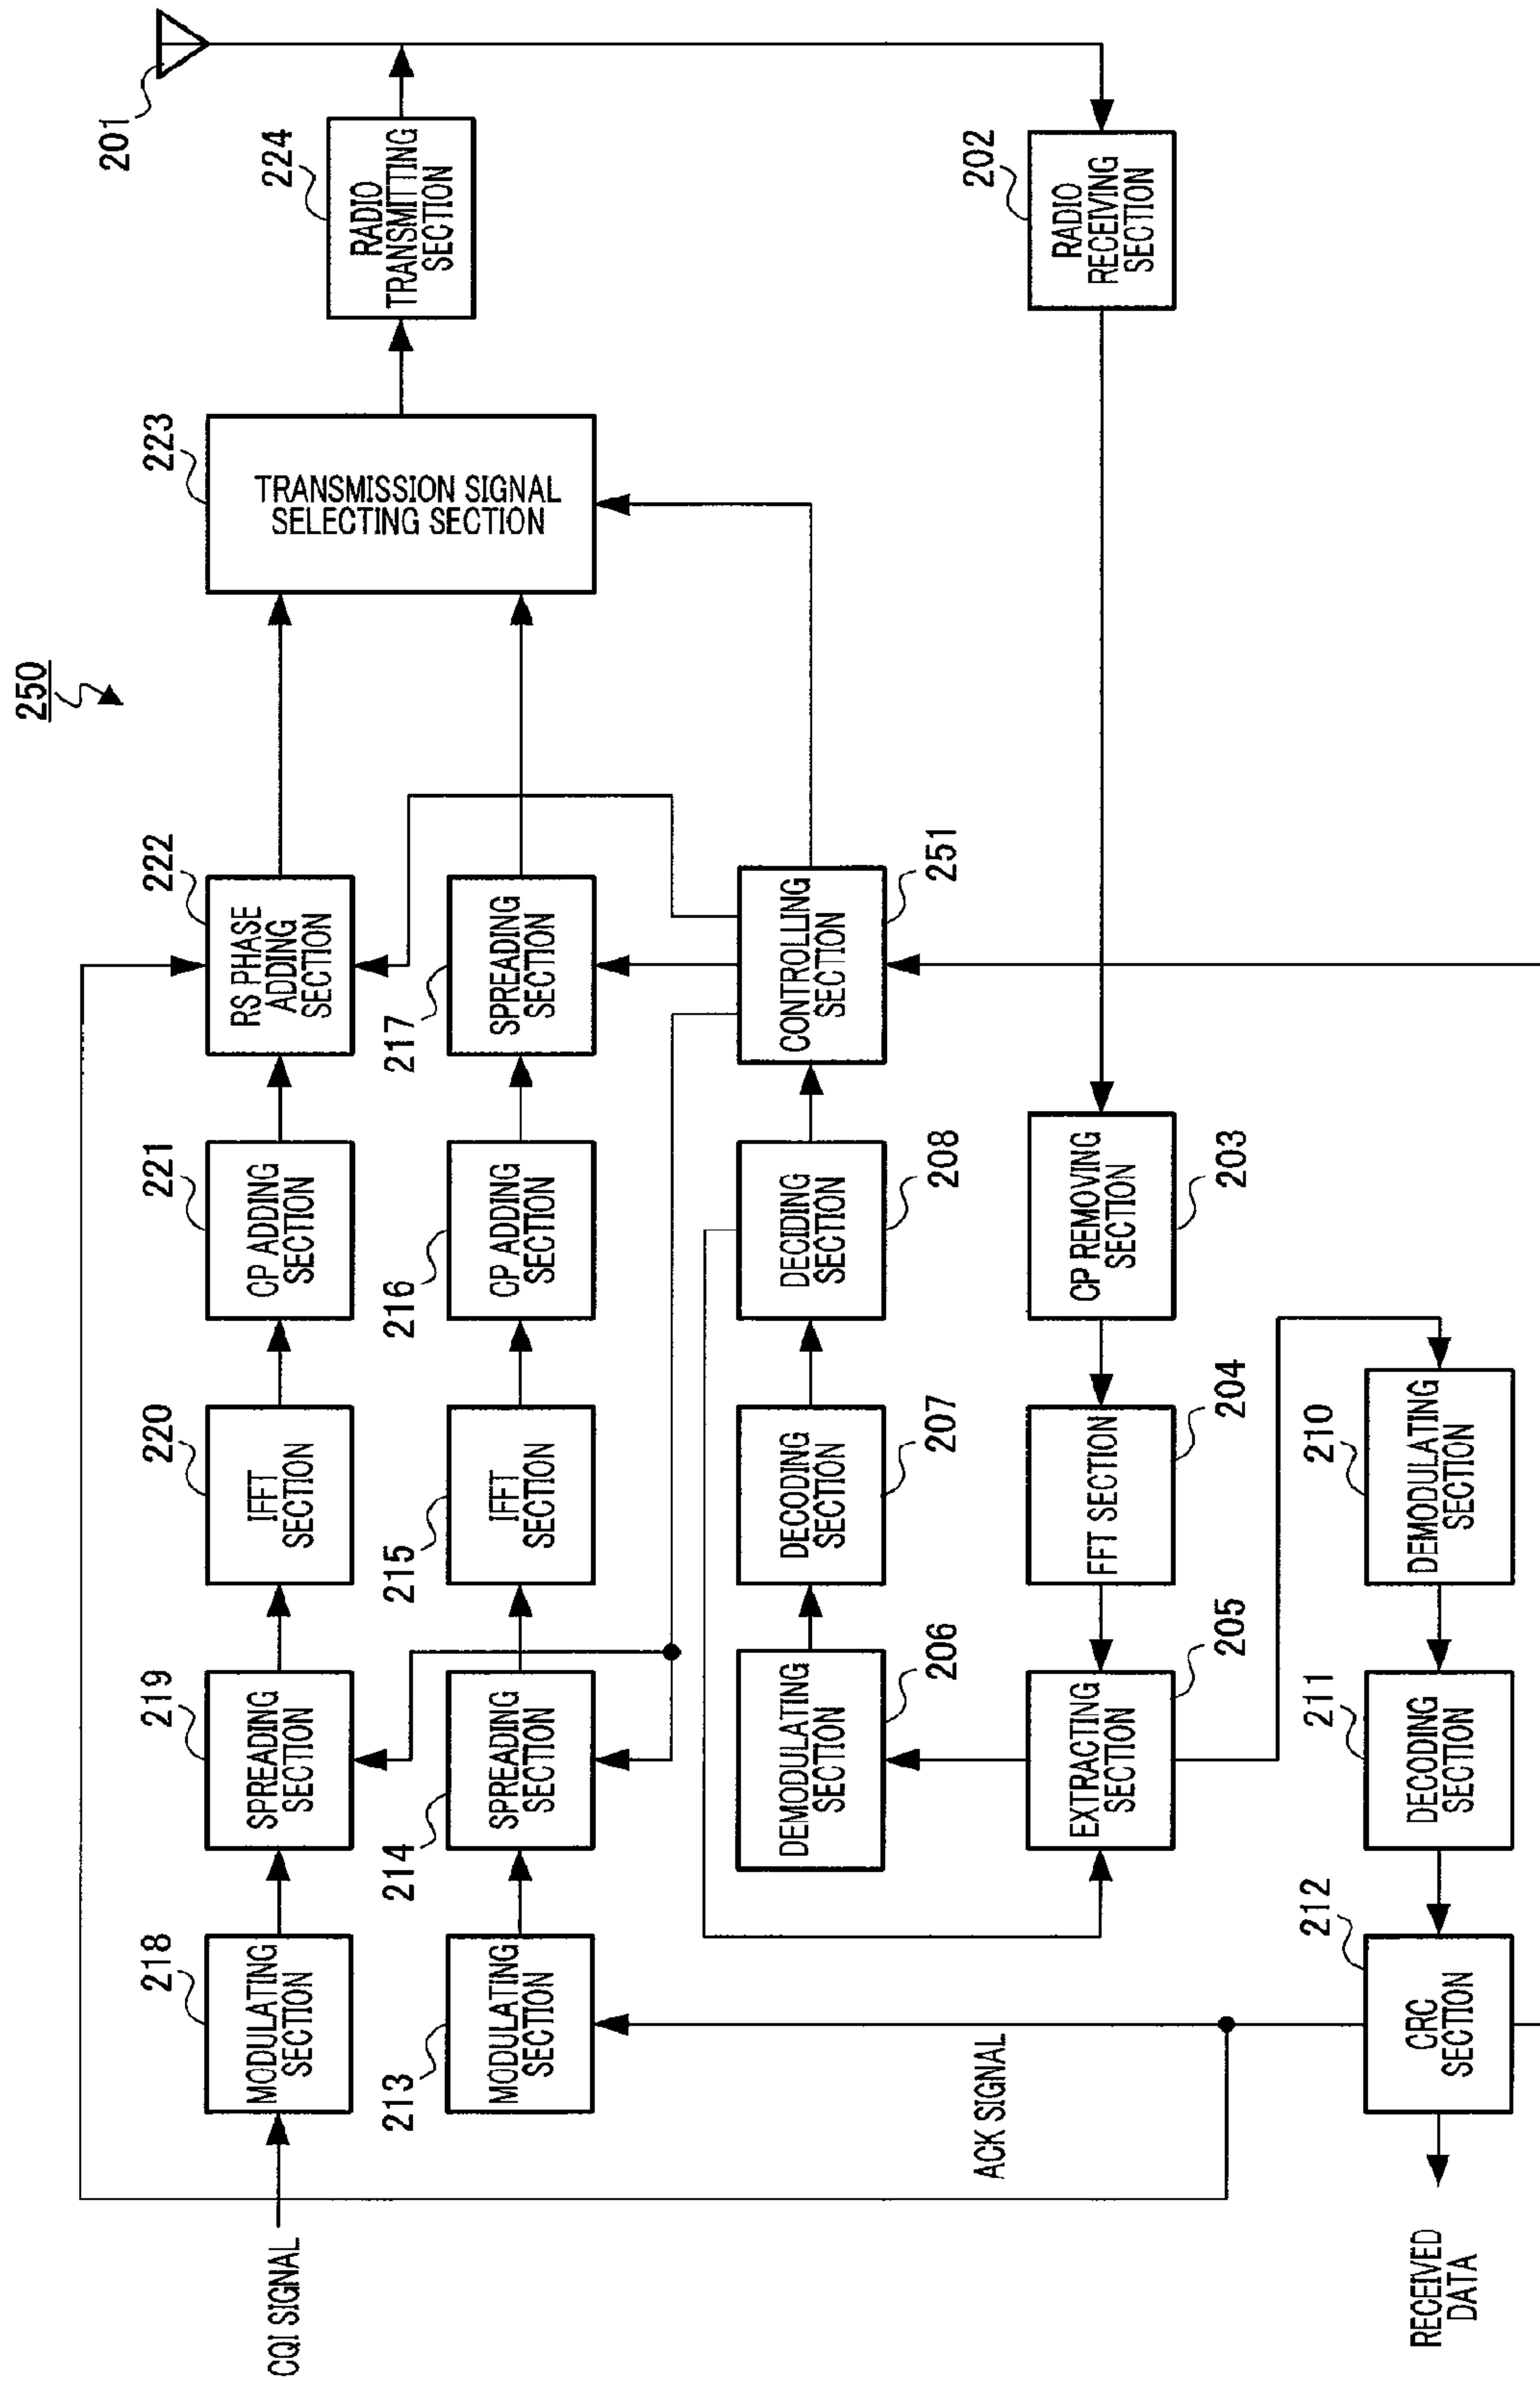 250
201
224
RADIO
TRANSMITTING
SECTION
202
RADIO
RECEIVING
SECTION
223
TRANSMISSION SIGNAL
SELECTING SECTION
CQI SIGNAL
218
MODULATING
SECTION
219
SPREADING
SECTION
220
IFFT
SECTION
221
CP ADDING
SECTION
222
RS PHASE
ADDING
SECTION
213
MODULATING
SECTION
214
SPREADING
SECTION
215
IFFT
SECTION
216
CP ADDING
SECTION
217
SPREADING
SECTION
206
DEMODULATING
SECTION
207
DECODING
SECTION
208
DECIDING
SECTION
251
CONTROLLING
SECTION
ACK SIGNAL
205
EXTRACTING
SECTION
204
FFT SECTION
203
CP REMOVING
SECTION
RECEIVED
DATA
212
CRC
SECTION
211
DECODING
SECTION
210
DEMODULATING
SECTION